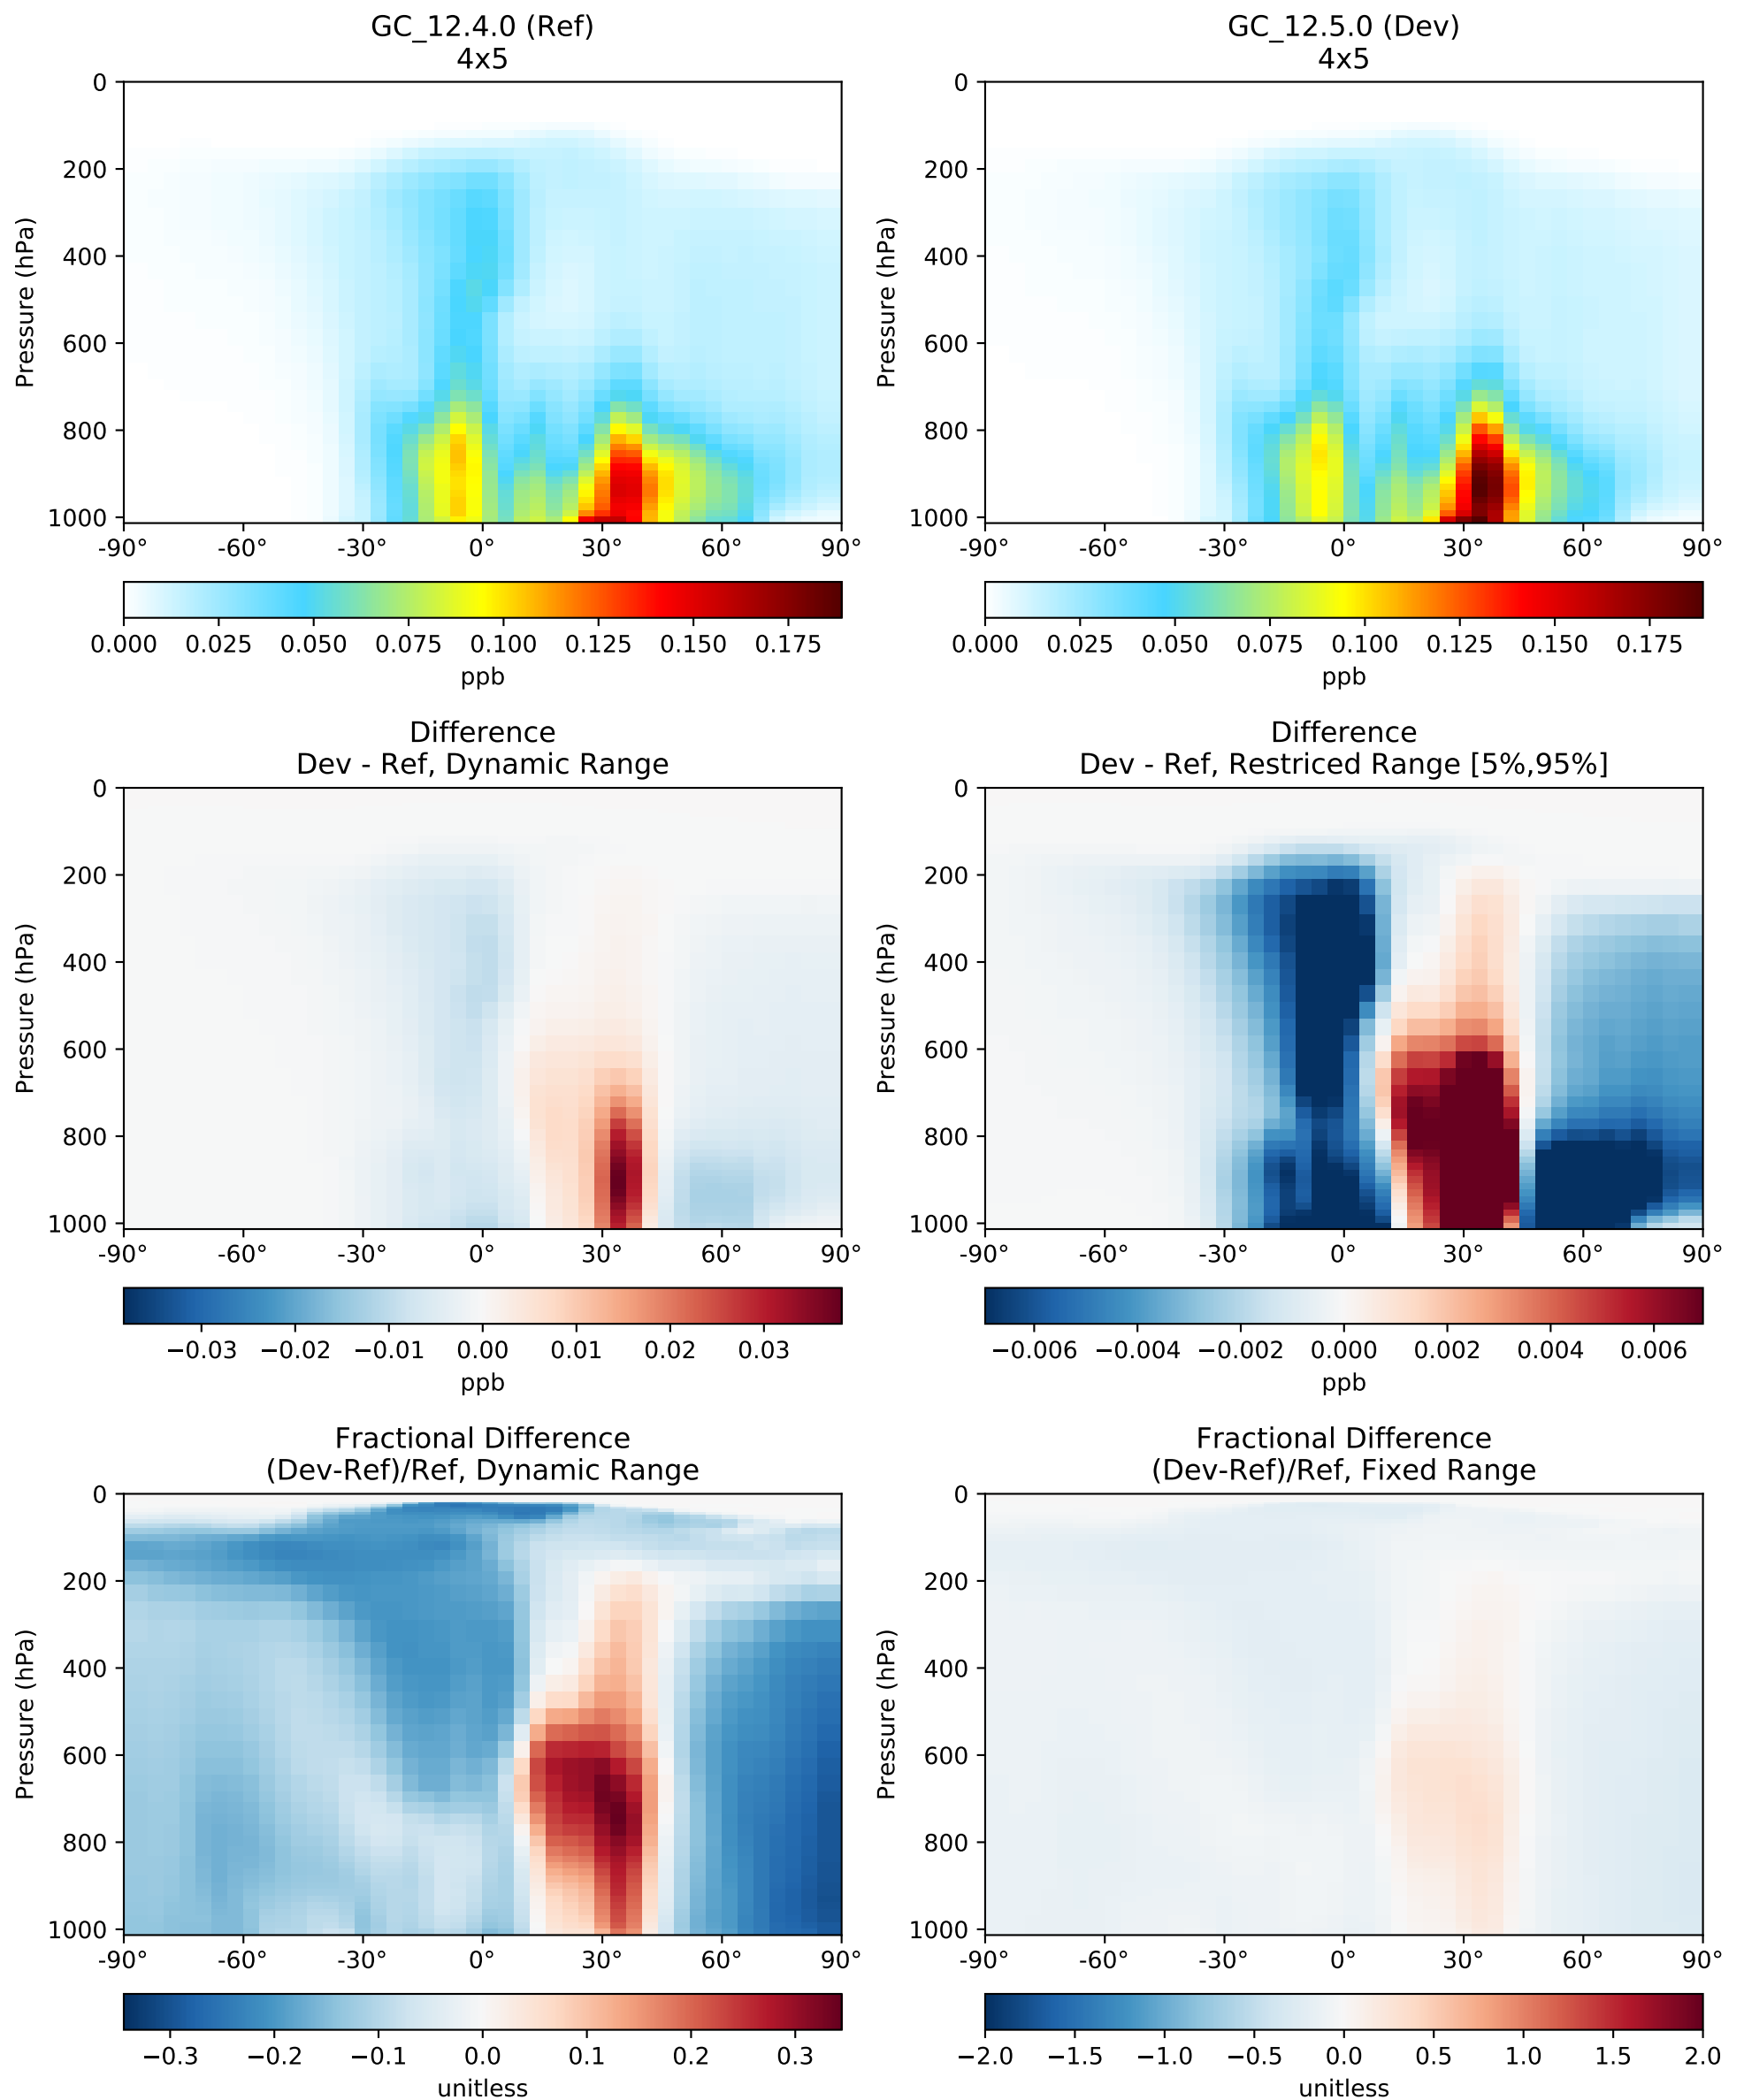 GC_12.4.0 (Ref)
4x5
GC_12.5.0 (Dev)
4x5
Pressure (hPa)
0
200
400
600
800
1000
-90° -60° -30° 0° 30° 60° 90°
0.000 0.025 0.050 0.075 0.100 0.125 0.150 0.175
ppb
Pressure (hPa)
0
200
400
600
800
1000
-90° -60° -30° 0° 30° 60° 90°
0.000 0.025 0.050 0.075 0.100 0.125 0.150 0.175
ppb
Difference
Dev - Ref, Dynamic Range
Pressure (hPa)
0
200
400
600
800
1000
-90° -60° -30° 0° 30° 60° 90°
−0.03 −0.02 −0.01 0.00 0.01 0.02 0.03
ppb
Difference
Dev - Ref, Restriced Range [5%,95%]
Pressure (hPa)
0
200
400
600
800
1000
-90° -60° -30° 0° 30° 60° 90°
−0.006 −0.004 −0.002 0.000 0.002 0.004 0.006
ppb
Fractional Difference
(Dev-Ref)/Ref, Dynamic Range
Pressure (hPa)
0
200
400
600
800
1000
-90° -60° -30° 0° 30° 60° 90°
−0.3 −0.2 −0.1 0.0 0.1 0.2 0.3
unitless
Fractional Difference
(Dev-Ref)/Ref, Fixed Range
Pressure (hPa)
0
200
400
600
800
1000
-90° -60° -30° 0° 30° 60° 90°
−2.0 −1.5 −1.0 −0.5 0.0 0.5 1.0 1.5 2.0
unitless